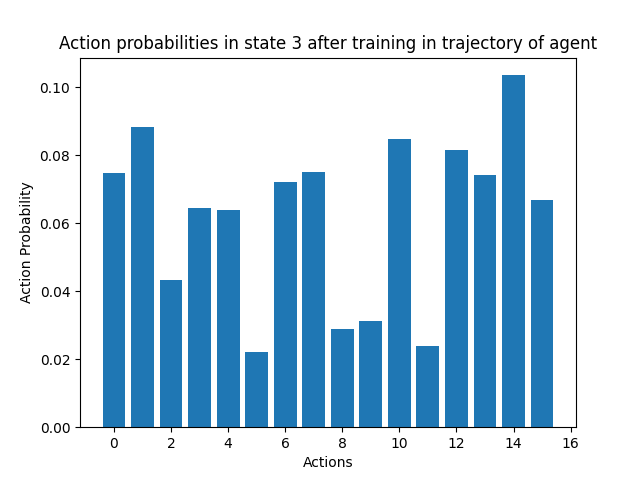 Action probabilities in state 3 after training in trajectory of agent
0.10
0.08
0.06
0.04
0.02
0.00
Action Probability
0 2 4 6 8 10 12 14 16
Actions